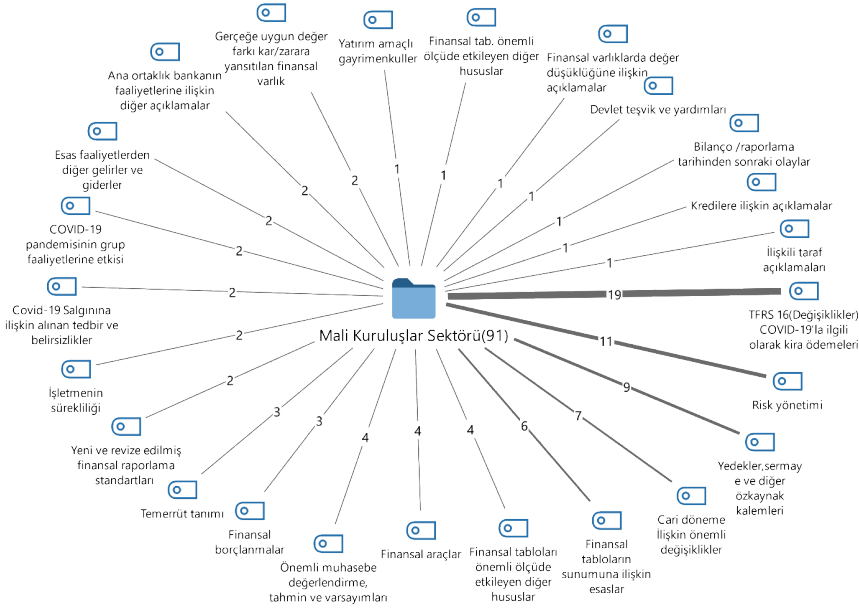 Gerçeğe uygun değer
farkı kar/zarara
yansıtılan finansal
varlık
Yatırım amaçlı
gayrimenkuller
Finansal tab. önemli
ölçüde etkileyen diğer
hususlar
Finansal varlıklarda değer
düşüklüğüne ilişkin
açıklamalar
Ana ortaklık bankanın
faaliyetlerine ilişkin
diğer açıklamalar
Devlet teşvik ve yardımları
Esas faaliyetlerden
diğer gelirler ve
giderler
Bilanço /raporlama
tarihinden sonraki olaylar
Kredilere ilişkin açıklamalar
COVID-19
pandemisinin grup
faaliyetlerine etkisi
İlişkili taraf
açıklamaları
Covid-19 Salgınına
ilişkin alınan tedbir ve
belirsizlikler
TFRS 16(Değişiklikler)
COVID-19'la ilgili
olarak kira ödemeleri
Mali Kuruluşlar Sektörü(91)
İşletmenin
sürekliliği
Risk yönetimi
Yeni ve revize edilmiş
finansal raporlama
standartları
Yedekler,sermay
e ve diğer
özkaynak
kalemleri
Temerrüt tanımı
Finansal
borçlanmalar
Önemli muhasebe
değerlendirme,
tahmin ve varsayımları
Finansal araçlar
Finansal tabloları
önemli ölçüde
etkileyen diğer
hususlar
Finansal
tabloların
sunumuna ilişkin
esaslar
Cari döneme
İlişkin önemli
değişiklikler
2
1
1
1
2
1
2
1
1
2
1
2
19
2
11
2
9
3
3
4
4
4
6
7